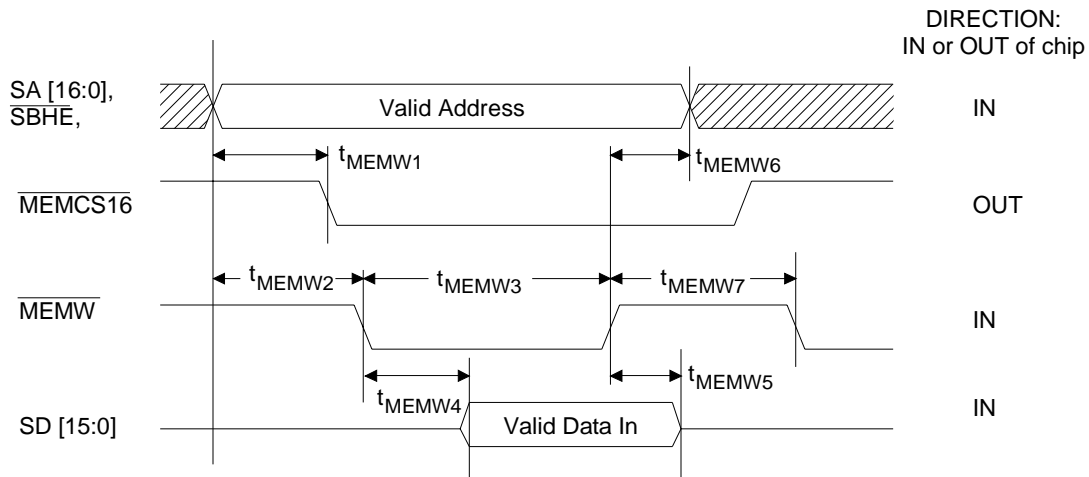 DIRECTION:
IN or OUT of chip
SA [16:0],
SBHE,
Valid Address
IN
tMEMW1
tMEMW6
MEMCS16
OUT
tMEMW2
tMEMW3
tMEMW7
MEMW
IN
tMEMW4
tMEMW5
IN
SD [15:0]
Valid Data In